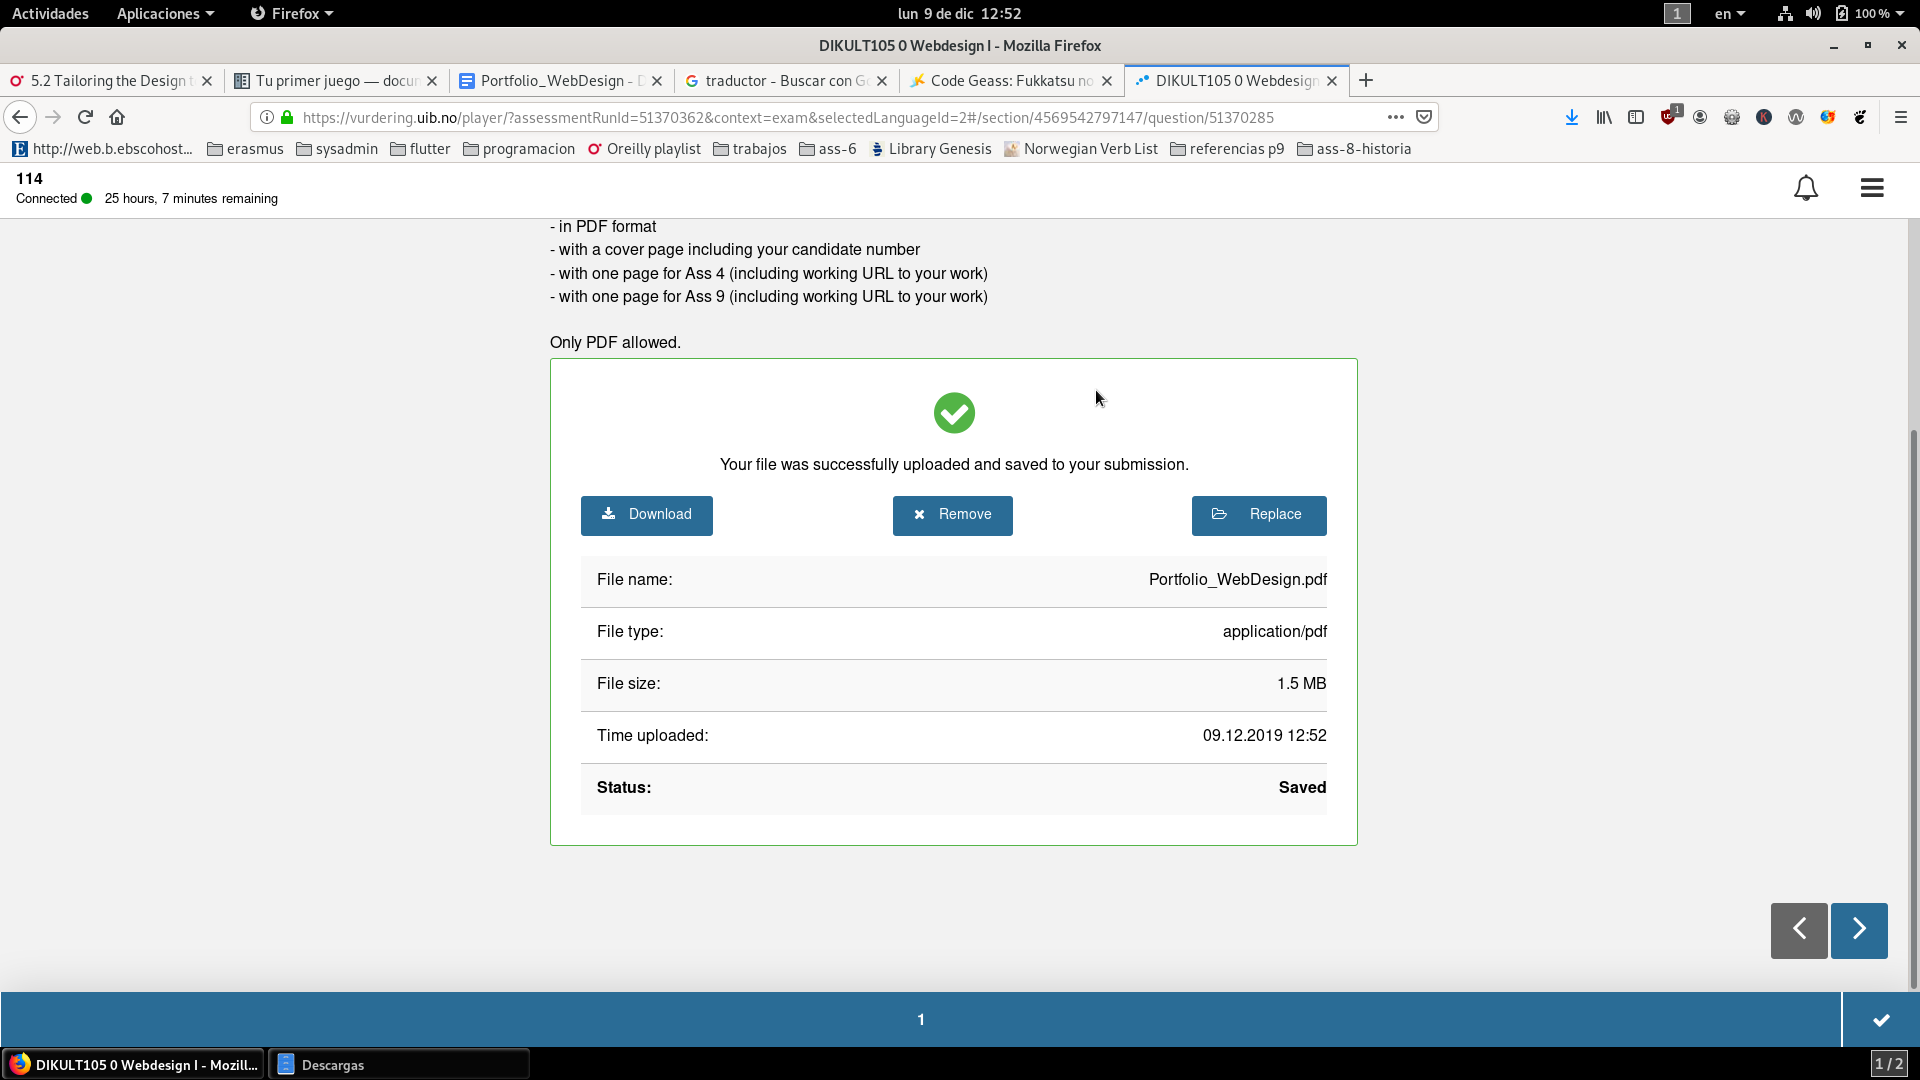 Actividades Aplicaciones Firefox lun 9 de dic 12:52 1 en 100 %
DIKULT105 0 Webdesign I - Mozilla Firefox
5.2 Tailoring the Design t Tu primer juego — docu Portfolio_WebDesign - D traductor - Buscar con Go Code Geass: Fukkatsu no DIKULT105 0 Webdesign
https://vurdering.uib.no/player/?assessmentRunId=51370362&context=exam&selectedLanguageId=2#/section/4569542797147/question/51370285 1
http://web.b.ebscohost... erasmus sysadmin flutter programacion Oreilly playlist trabajos ass-6 Library Genesis Norwegian Verb List referencias p9 ass-8-historia
114
Connected 25 hours, 7 minutes remaining
- in PDF format
- with a cover page including your candidate number
- with one page for Ass 4 (including working URL to your work)
- with one page for Ass 9 (including working URL to your work)
Only PDF allowed.
Your file was successfully uploaded and saved to your submission.
Download Remove Replace
File name: Portfolio_WebDesign.pdf
File type: application/pdf
File size: 1.5 MB
Time uploaded: 09.12.2019 12:52
Status: Saved
1
DIKULT105 0 Webdesign I - Mozill... Descargas 1 / 2